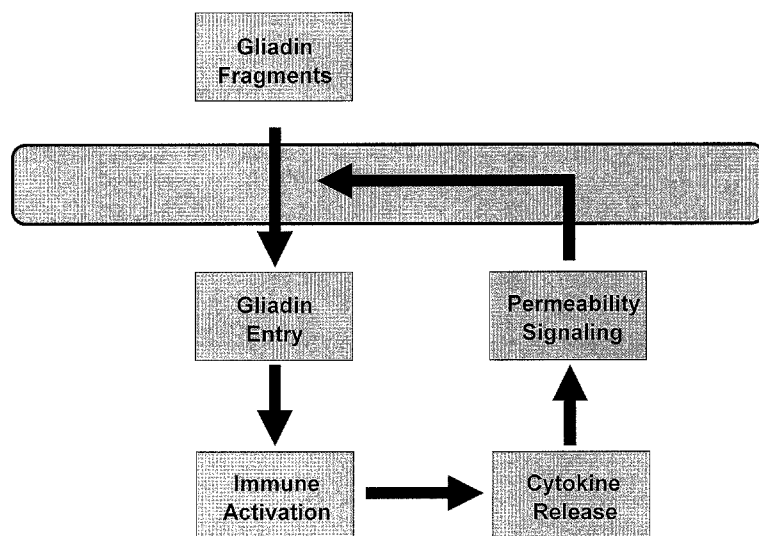 Gliadin
Fragments
Gliadin
Entry
Permeability
Signaling
Immune
Activation
Cytokine
Release